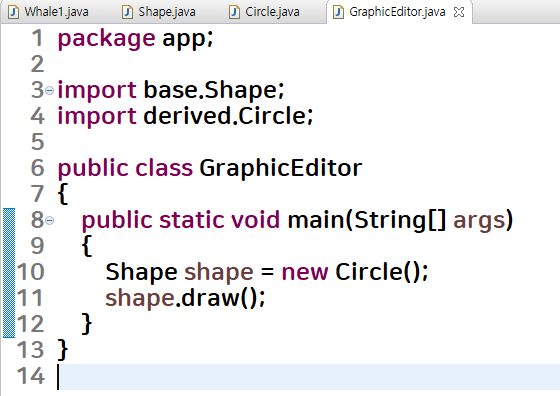 Whale1.java Shape.java Circle.java GraphicEditor.java
1 package app;
2
3 import base.Shape;
4 import derived.Circle;
5
6 public class GraphicEditor
7 {
8 public static void main(String[] args)
9 {
10 Shape shape = new Circle();
11 shape.draw();
12 }
13 }
14